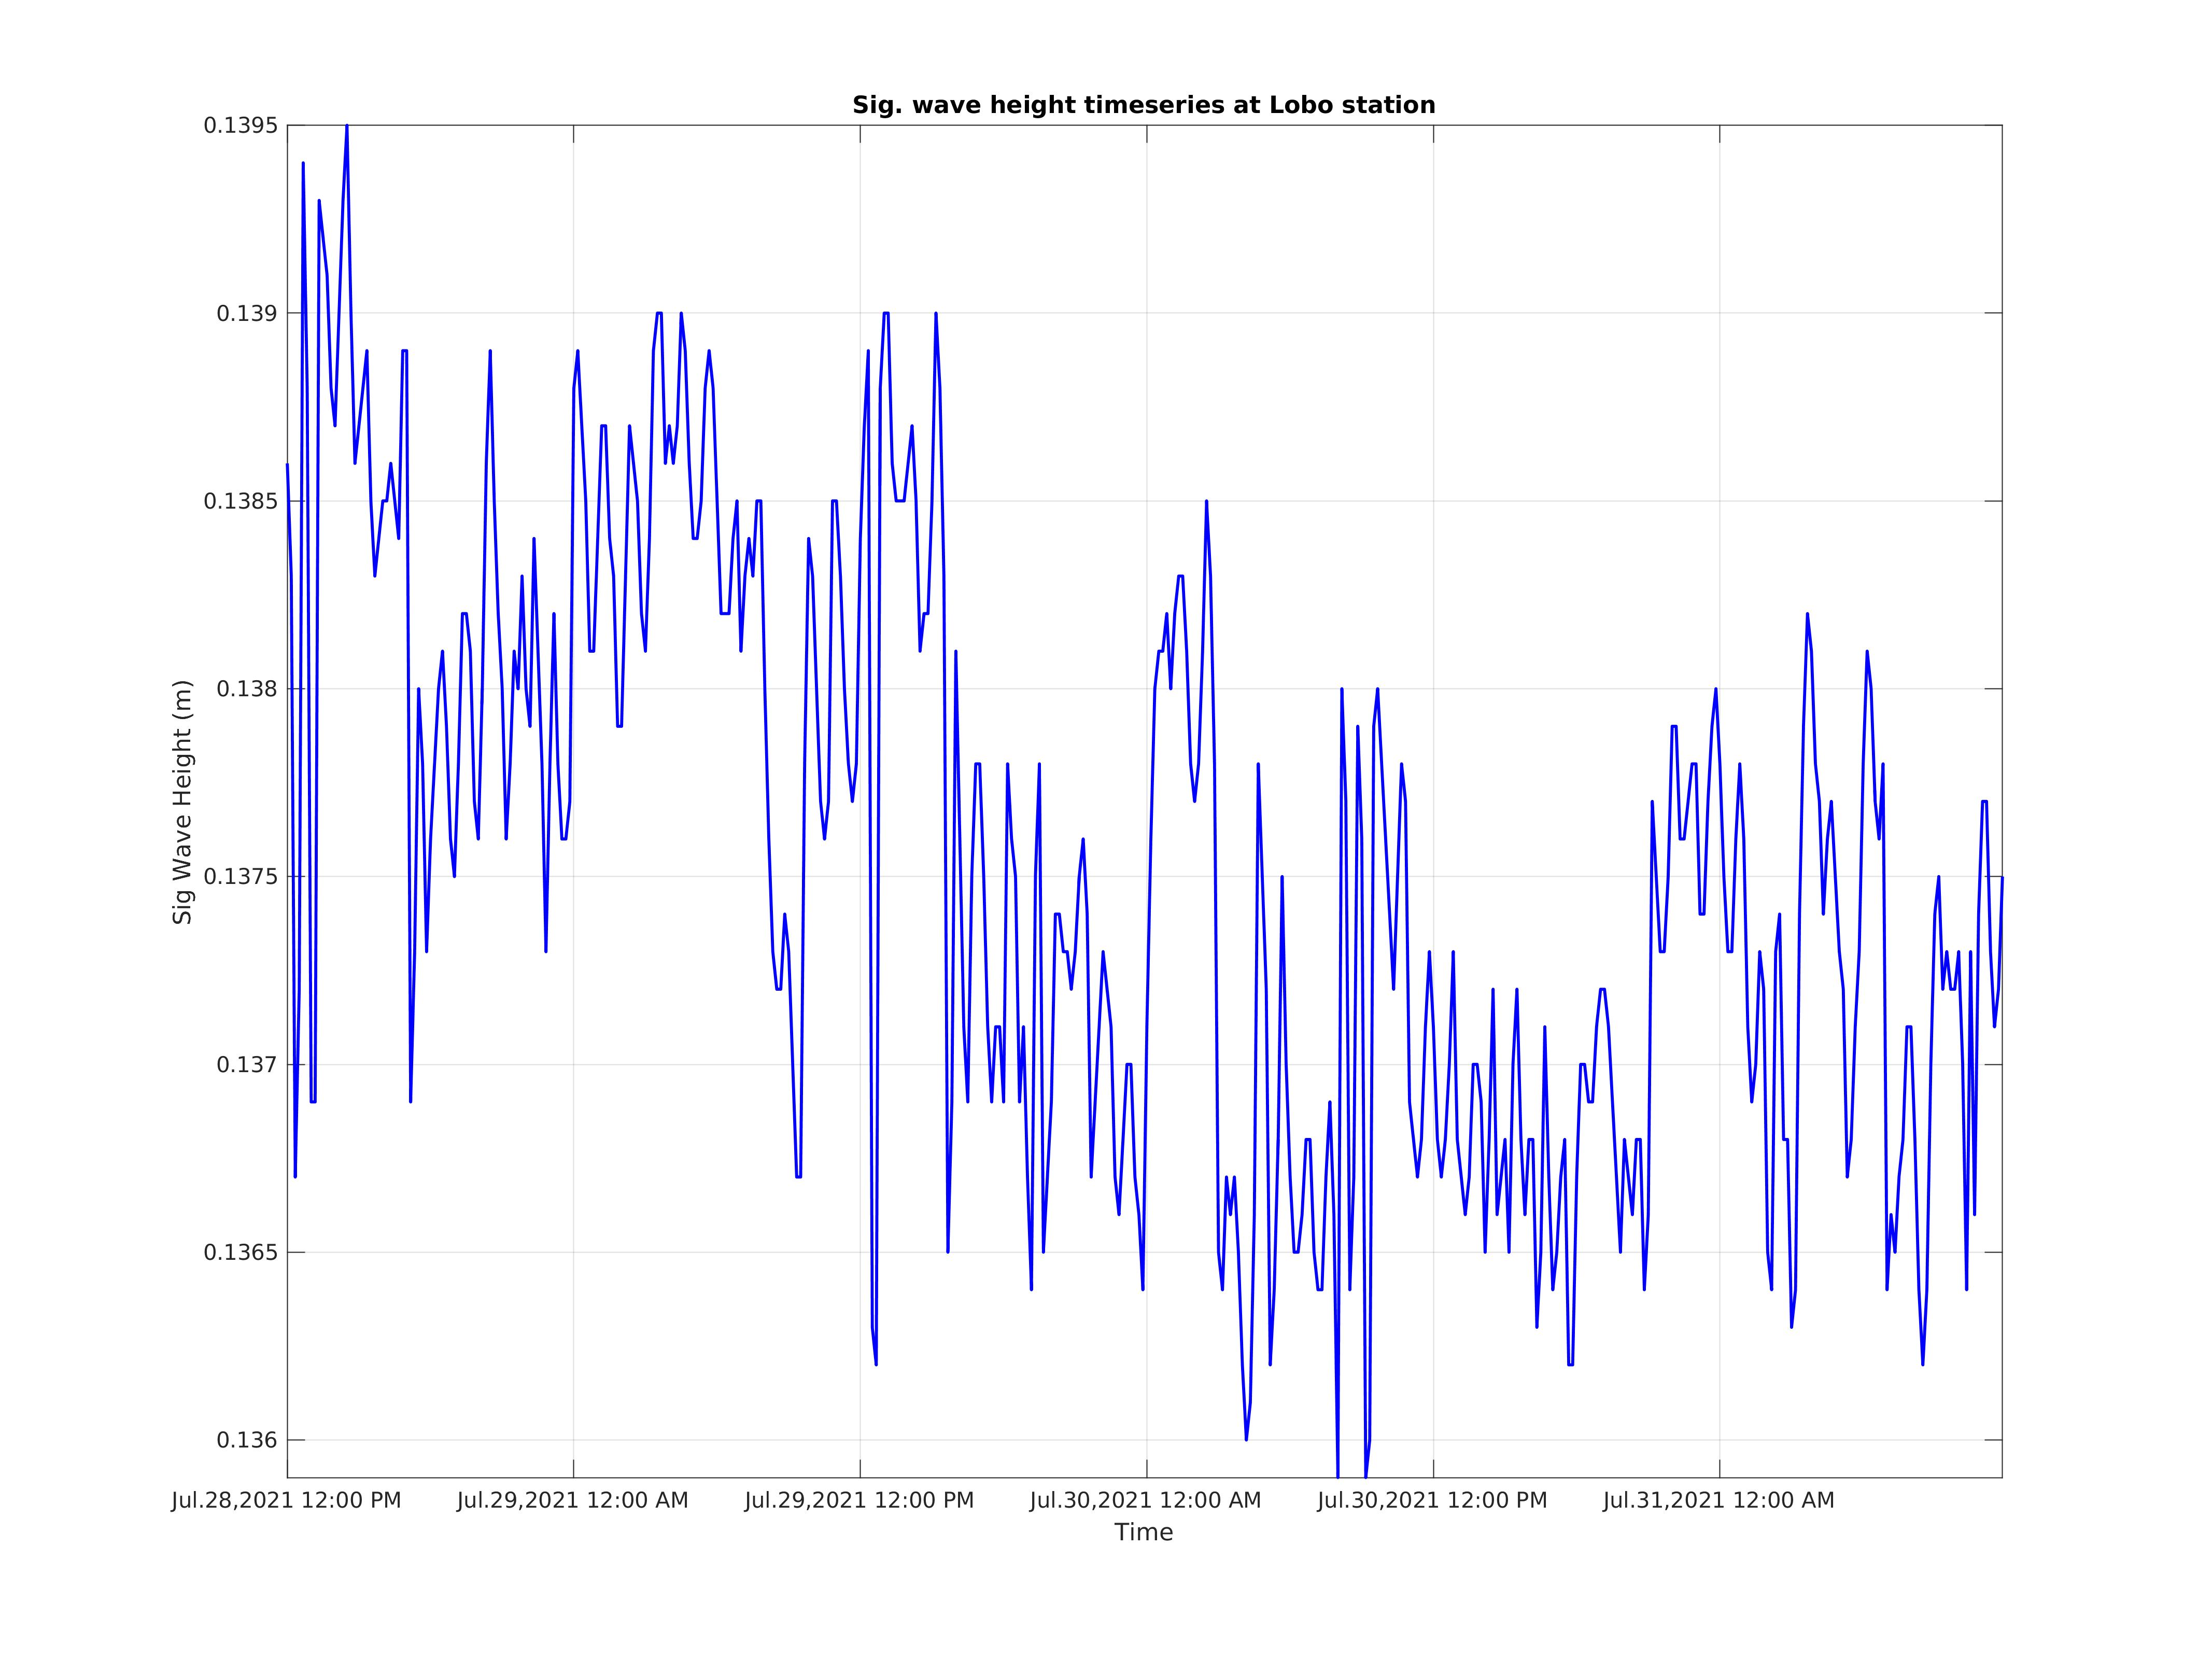 Sig. wave height timeseries at Lobo station
0.1395
0.139
0.1385
0.138
0.1375
0.137
0.1365
0.136
Sig Wave Height (m)
Jul.28,2021 12:00 PM Jul.29,2021 12:00 AM Jul.29,2021 12:00 PM Jul.30,2021 12:00 AM Jul.30,2021 12:00 PM Jul.31,2021 12:00 AM
Time